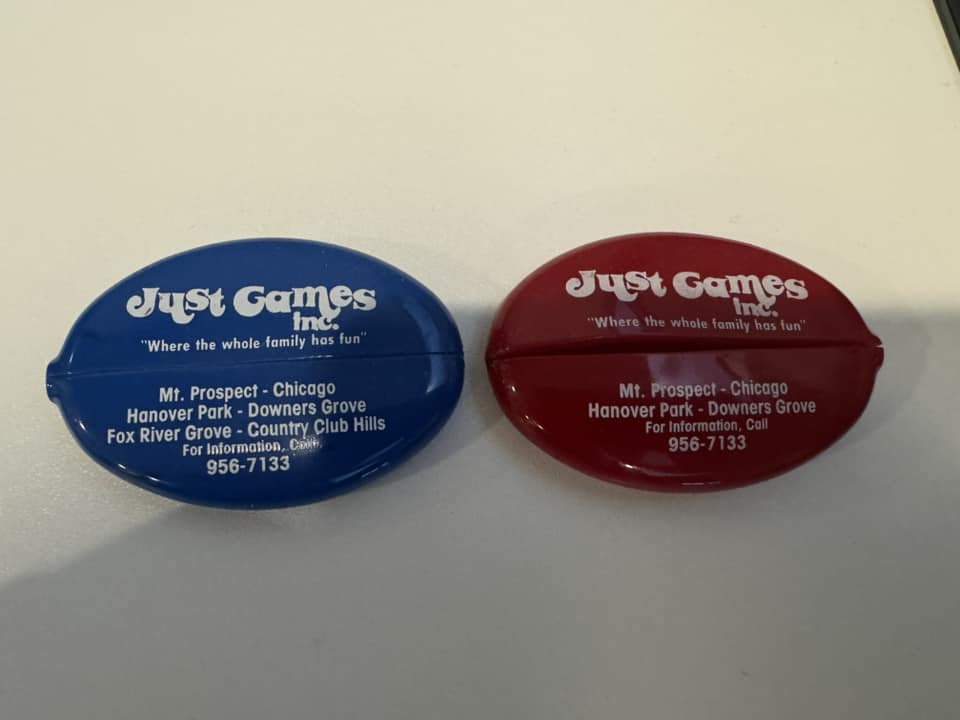 Just Games
Inc.
"Where the whole family has fun"
Mt. Prospect - Chicago
Hanover Park - Downers Grove
Fox River Grove - Country Club Hills
For Information, Call
956-7133
Just Games
Inc.
"Where the whole family has fun"
Mt. Prospect - Chicago
Hanover Park - Downers Grove
For Information, Call
956-7133